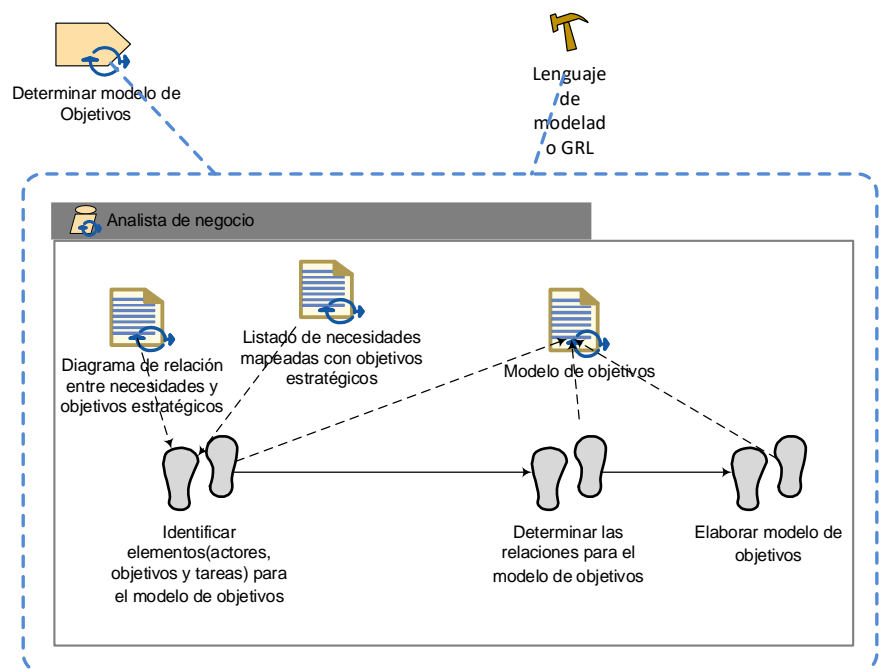 Determinar modelo de
Objetivos
Lenguaje
de
modelad
o GRL
Analista de negocio
Diagrama de relación
entre necesidades y
objetivos estratégicos
Listado de necesidades
mapeadas con objetivos
estratégicos
Modelo de objetivos
Identificar
elementos(actores,
objetivos y tareas) para
el modelo de objetivos
Determinar las
relaciones para el
modelo de objetivos
Elaborar modelo de
objetivos